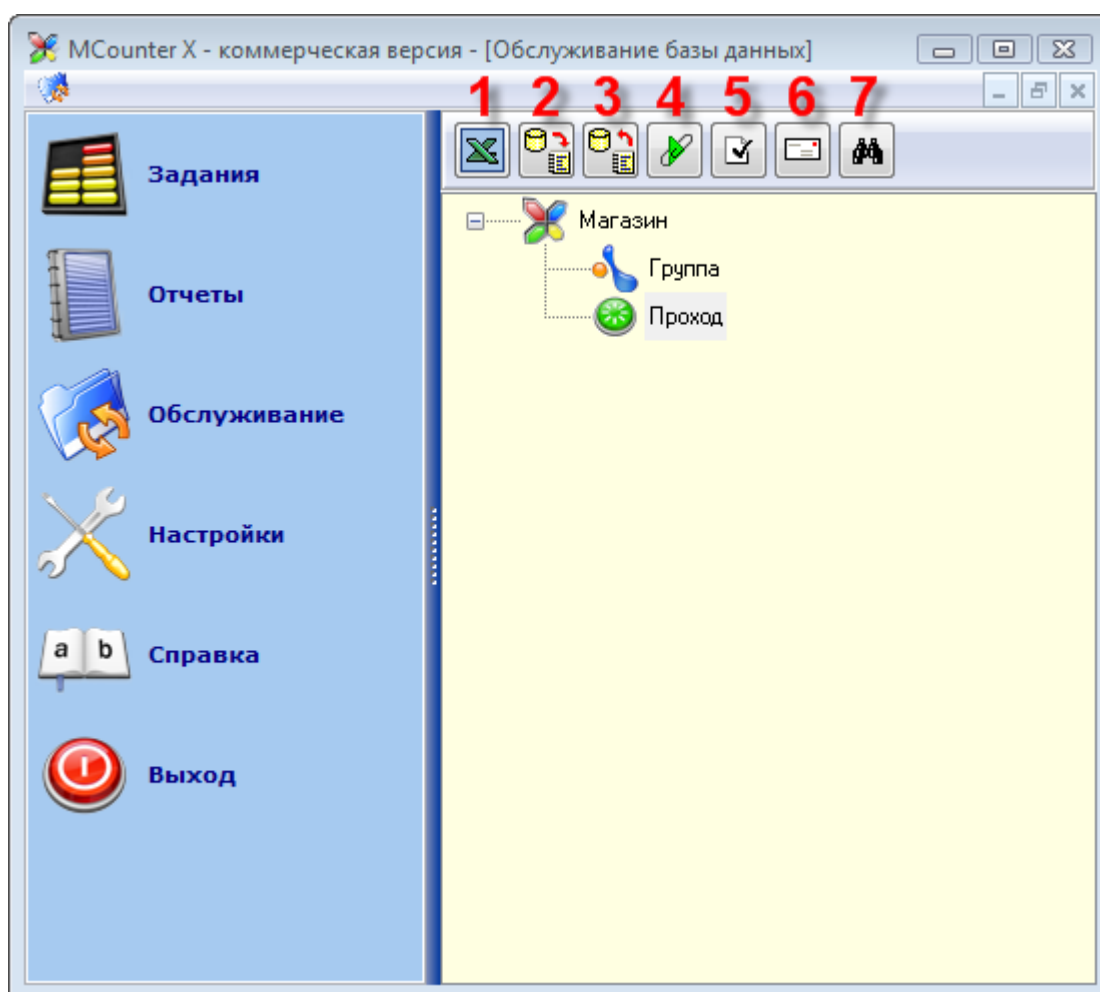 MCounter X - коммерческая версия - [Обслуживание базы данных]
1 2 3 4 5 6 7
Задания
Отчеты
Обслуживание
Настройки
a b
Справка
Выход
Магазин
Группа
Проход